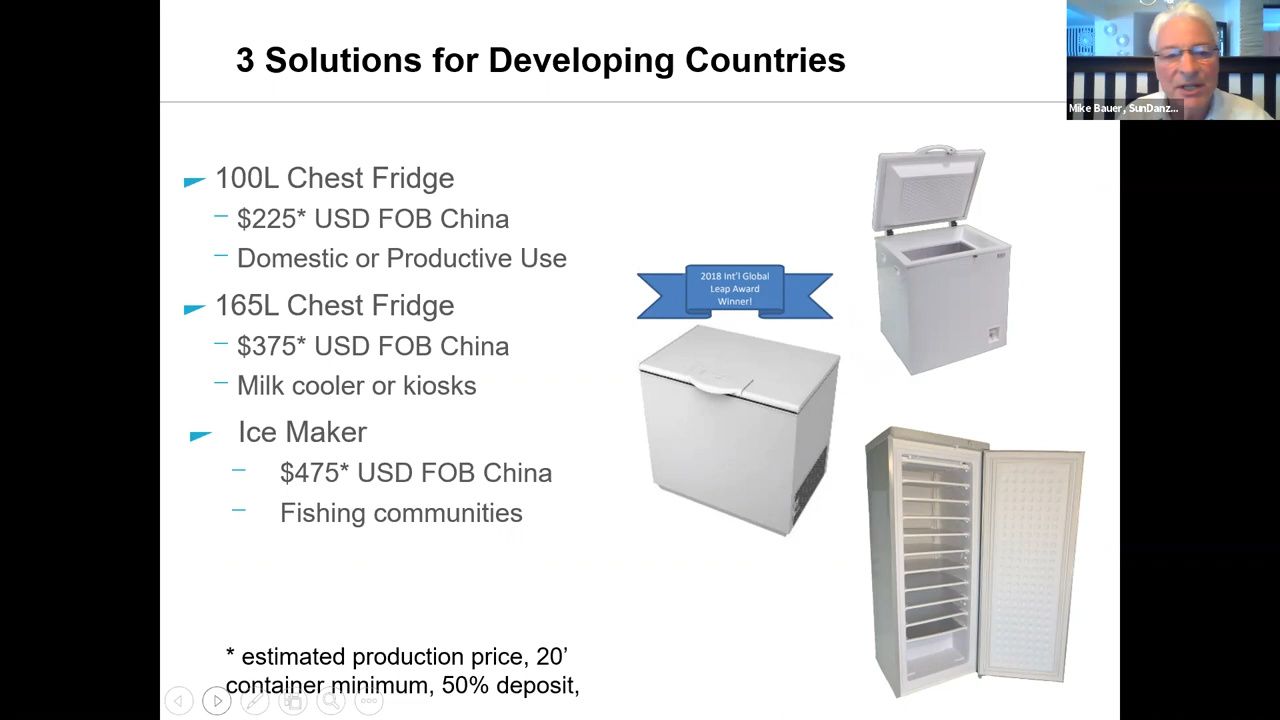 3 Solutions for Developing Countries
Mike Bauer, SunDanz...
100L Chest Fridge
– $225* USD FOB China
– Domestic or Productive Use
165L Chest Fridge
– $375* USD FOB China
– Milk cooler or kiosks
Ice Maker
– $475* USD FOB China
– Fishing communities
2018 Int'l Global
Leap Award
Winner!
* estimated production price, 20’
container minimum, 50% deposit,